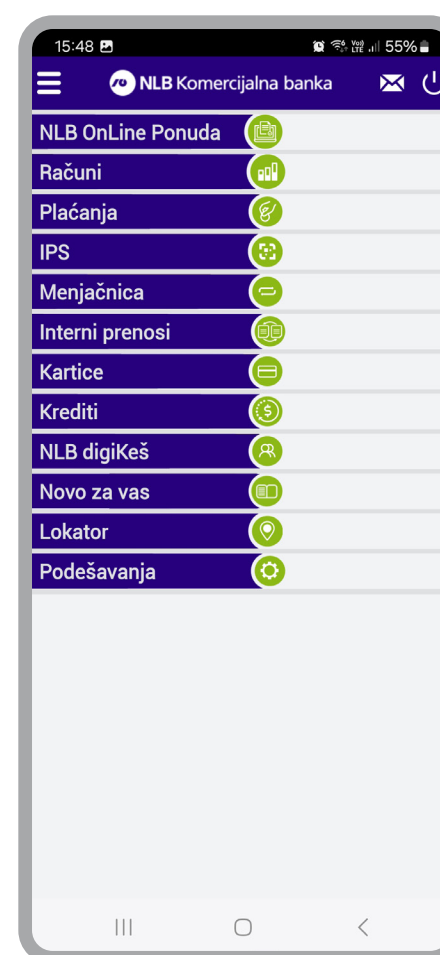 15:48 55%
NLB Komercijalna banka
NLB OnLine Ponuda
Računi
Plaćanja
IPS
Menjačnica
Interni prenosi
Kartice
Krediti
NLB digiKeš
Novo za vas
Lokator
Podešavanja